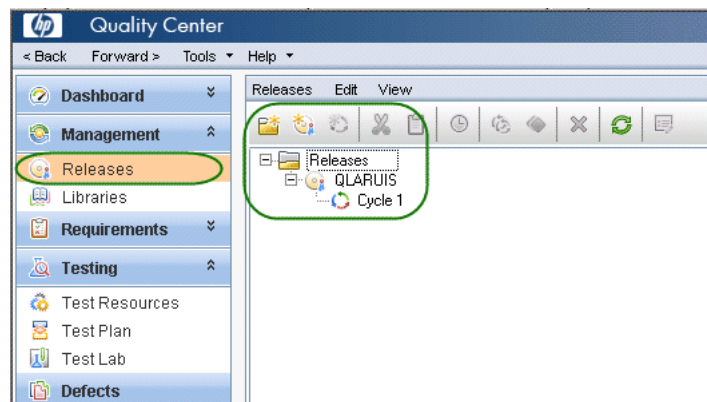 hp Quality Center
< Back Forward > Tools Help
Dashboard
Management
Releases
Libraries
Requirements
Testing
Test Resources
Test Plan
Test Lab
Defects
Releases Edit View
Releases
QLARUIS
Cycle 1